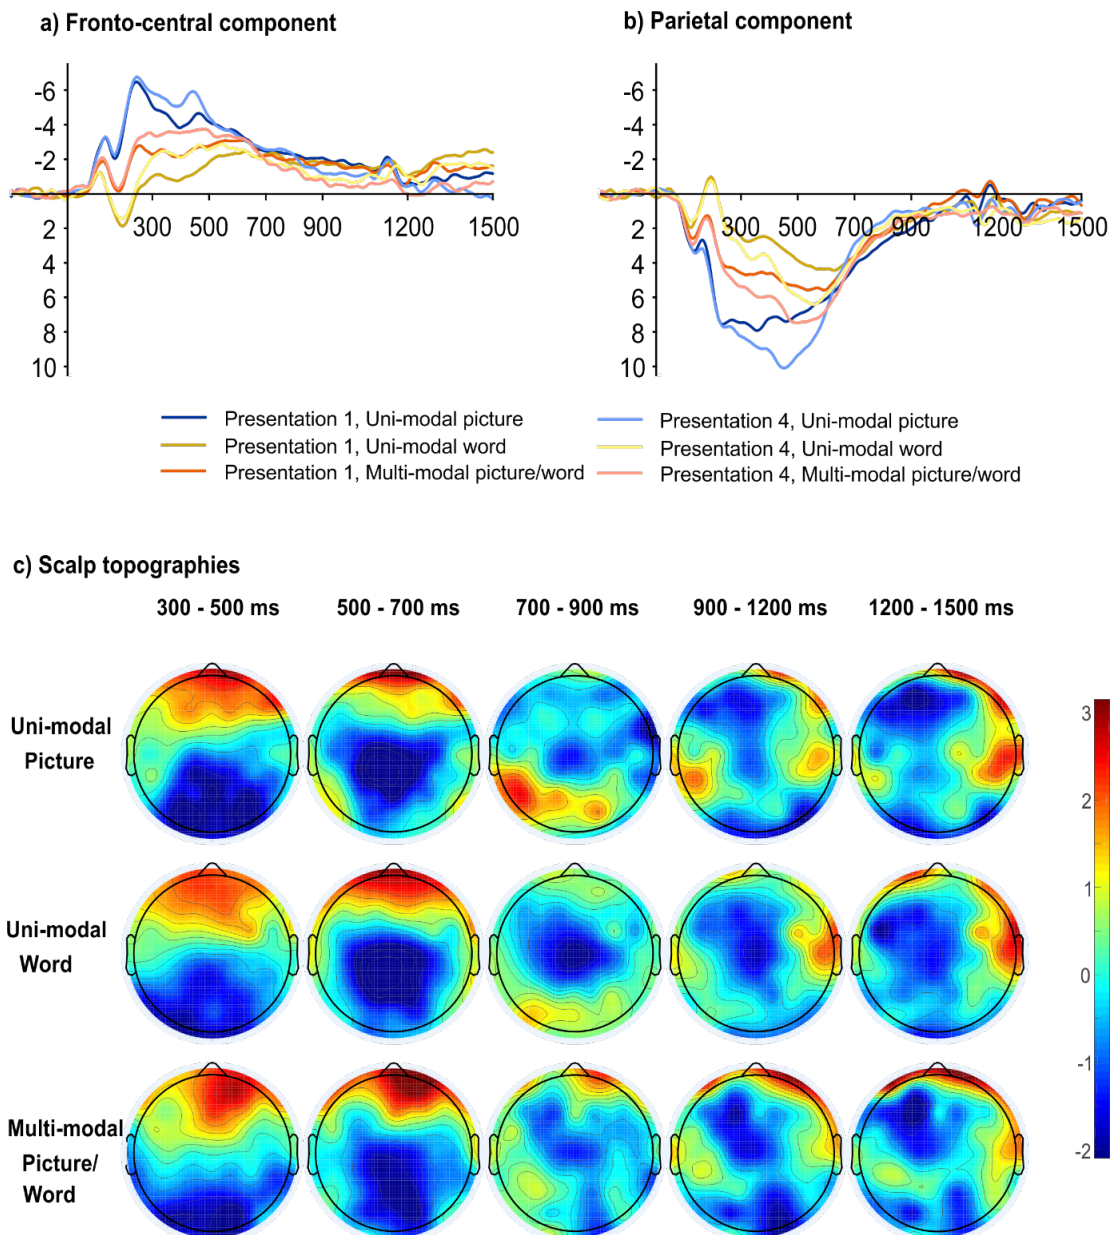 a) Fronto-central component
b) Parietal component
-6
-4
-2
2
4
6
8
10
300 500 700 900 1200 1500
-6
-4
-2
2
4
6
8
10
300 500 700 900 1200 1500
Presentation 1, Uni-modal picture
Presentation 1, Uni-modal word
Presentation 1, Multi-modal picture/word
Presentation 4, Uni-modal picture
Presentation 4, Uni-modal word
Presentation 4, Multi-modal picture/word
c) Scalp topographies
300 - 500 ms 500 - 700 ms 700 - 900 ms 900 - 1200 ms 1200 - 1500 ms
Uni-modal
Picture
Uni-modal
Word
Multi-modal
Picture/
Word
3
2
1
0
-1
-2